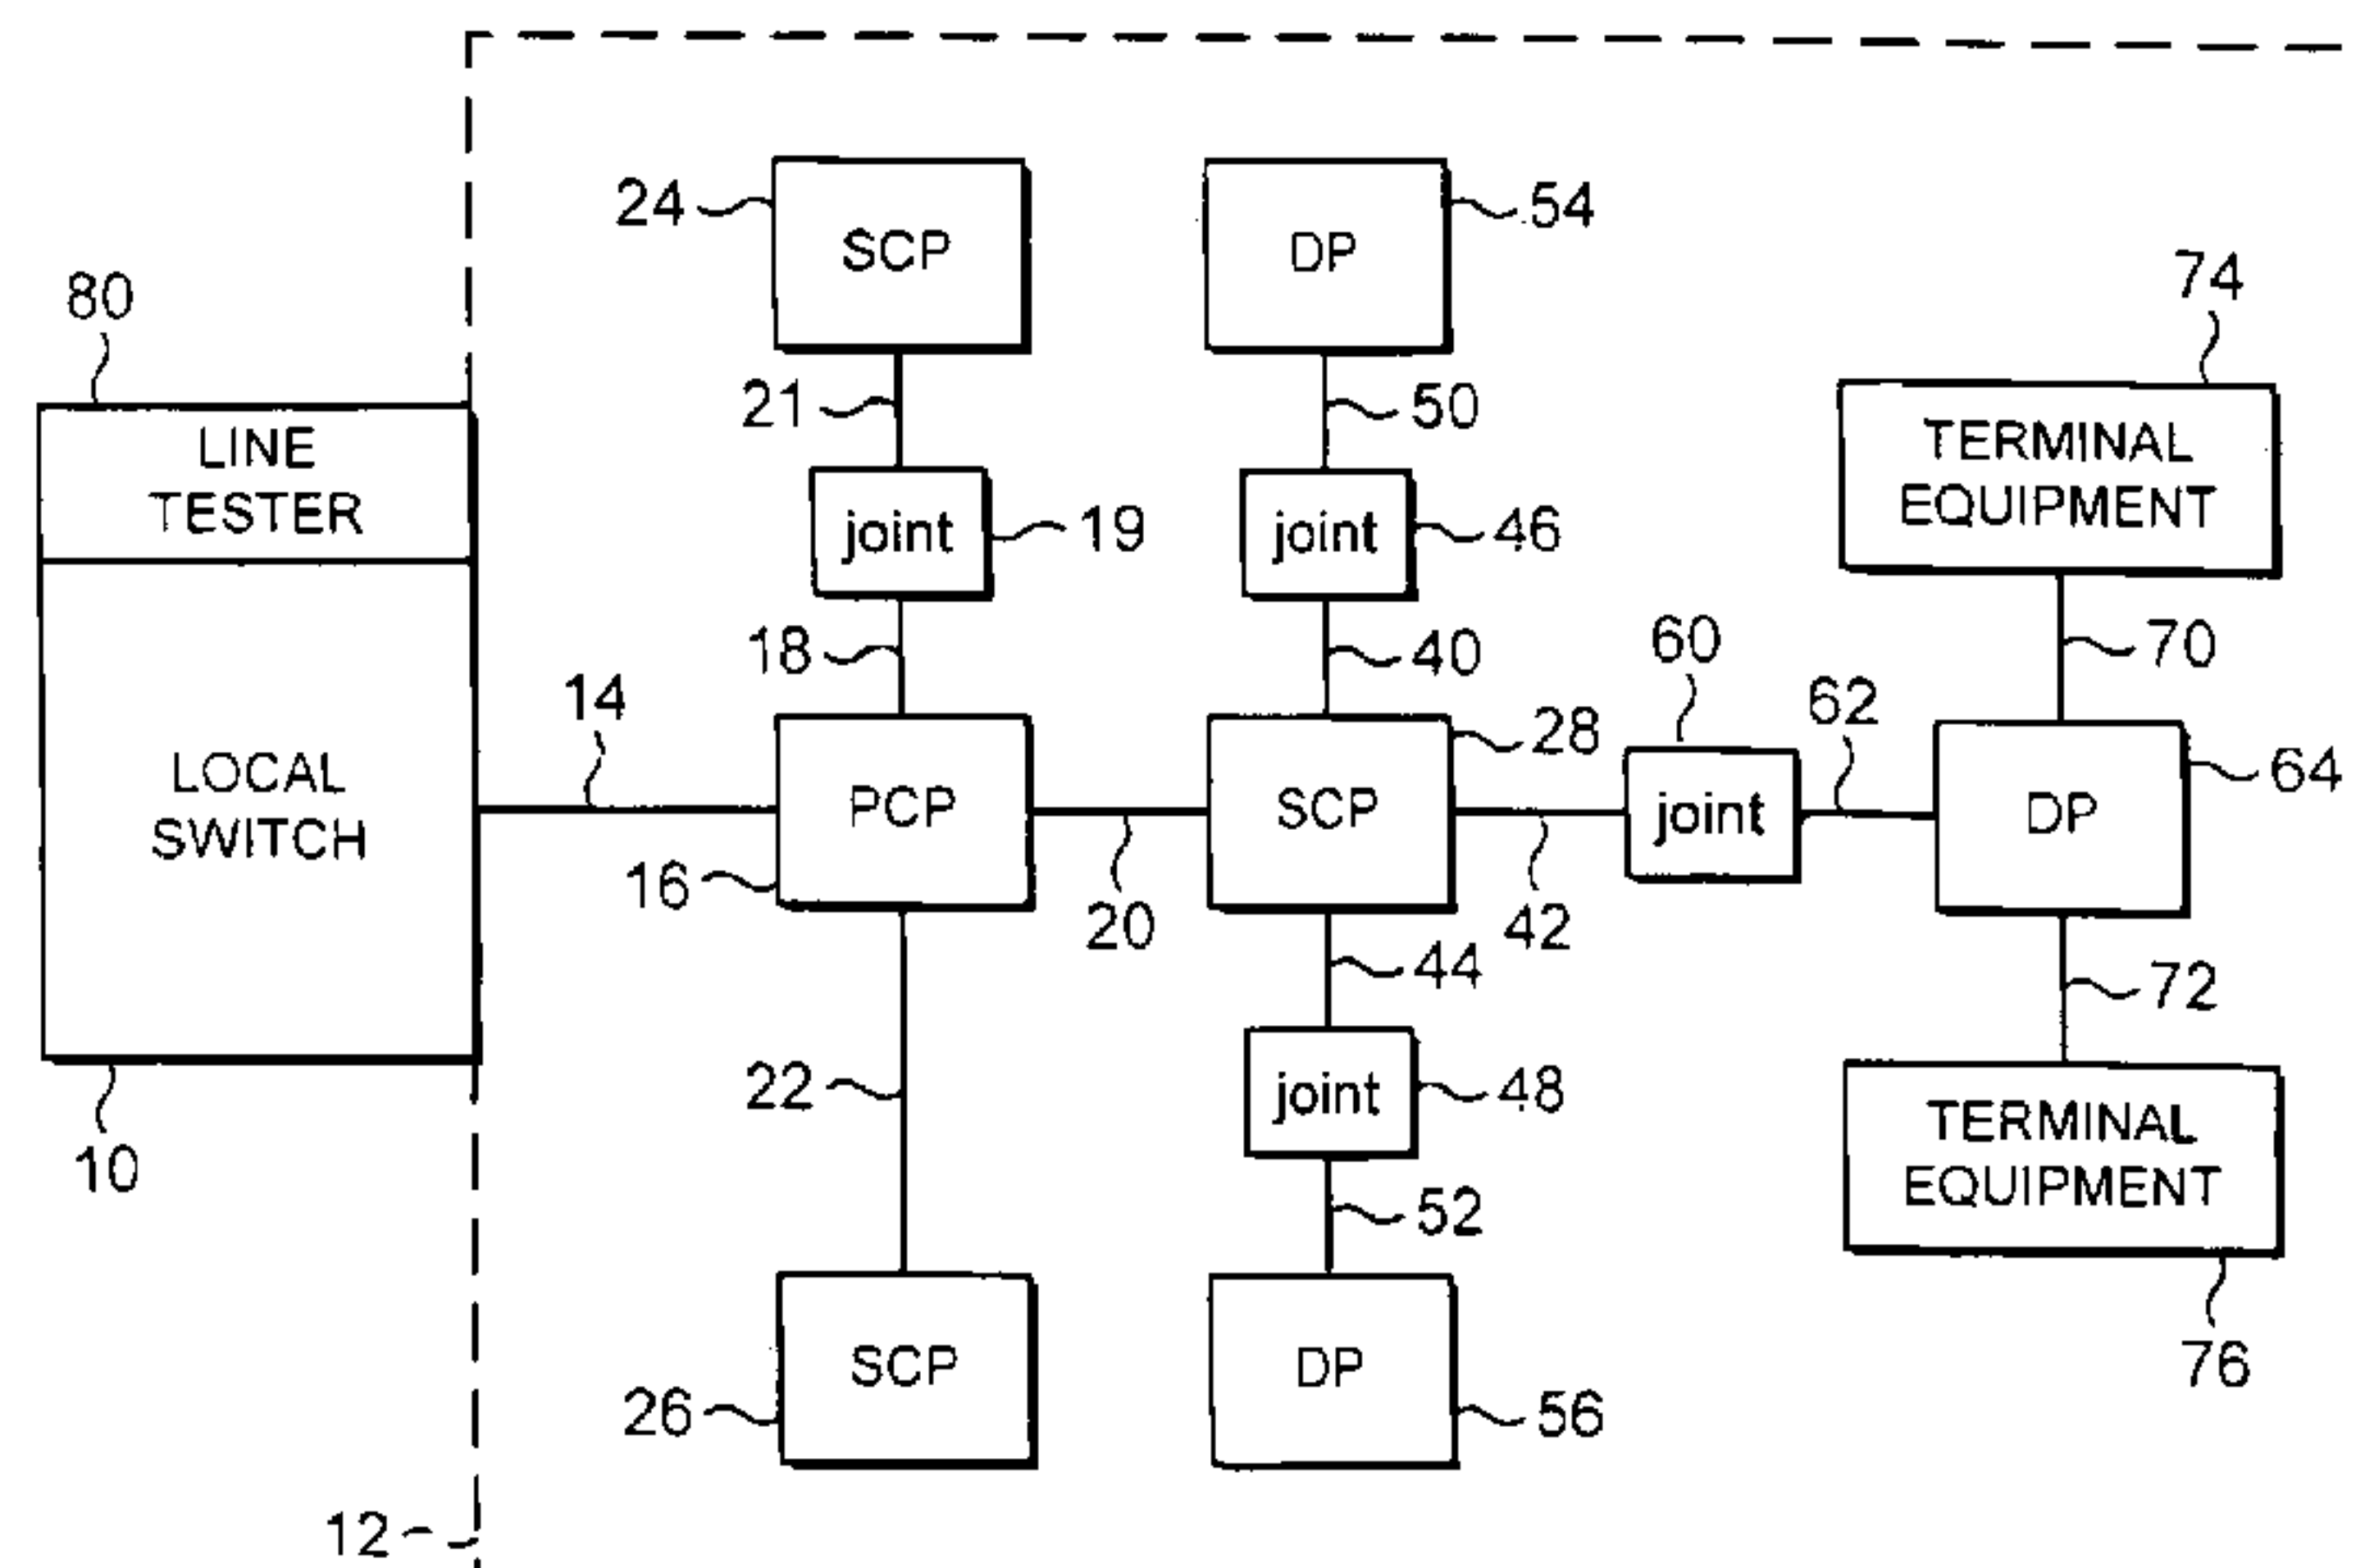 24
SCP
DP
54
80
74
21
50
LINE
TESTER
TERMINAL
EQUIPMENT
joint
19
joint
46
18
40
60
70
14
62
28
LOCAL
SWITCH
PCP
SCP
joint
DP
64
16
20
42
44
72
22
joint
48
TERMINAL
EQUIPMENT
10
52
SCP
DP
76
26
56
12